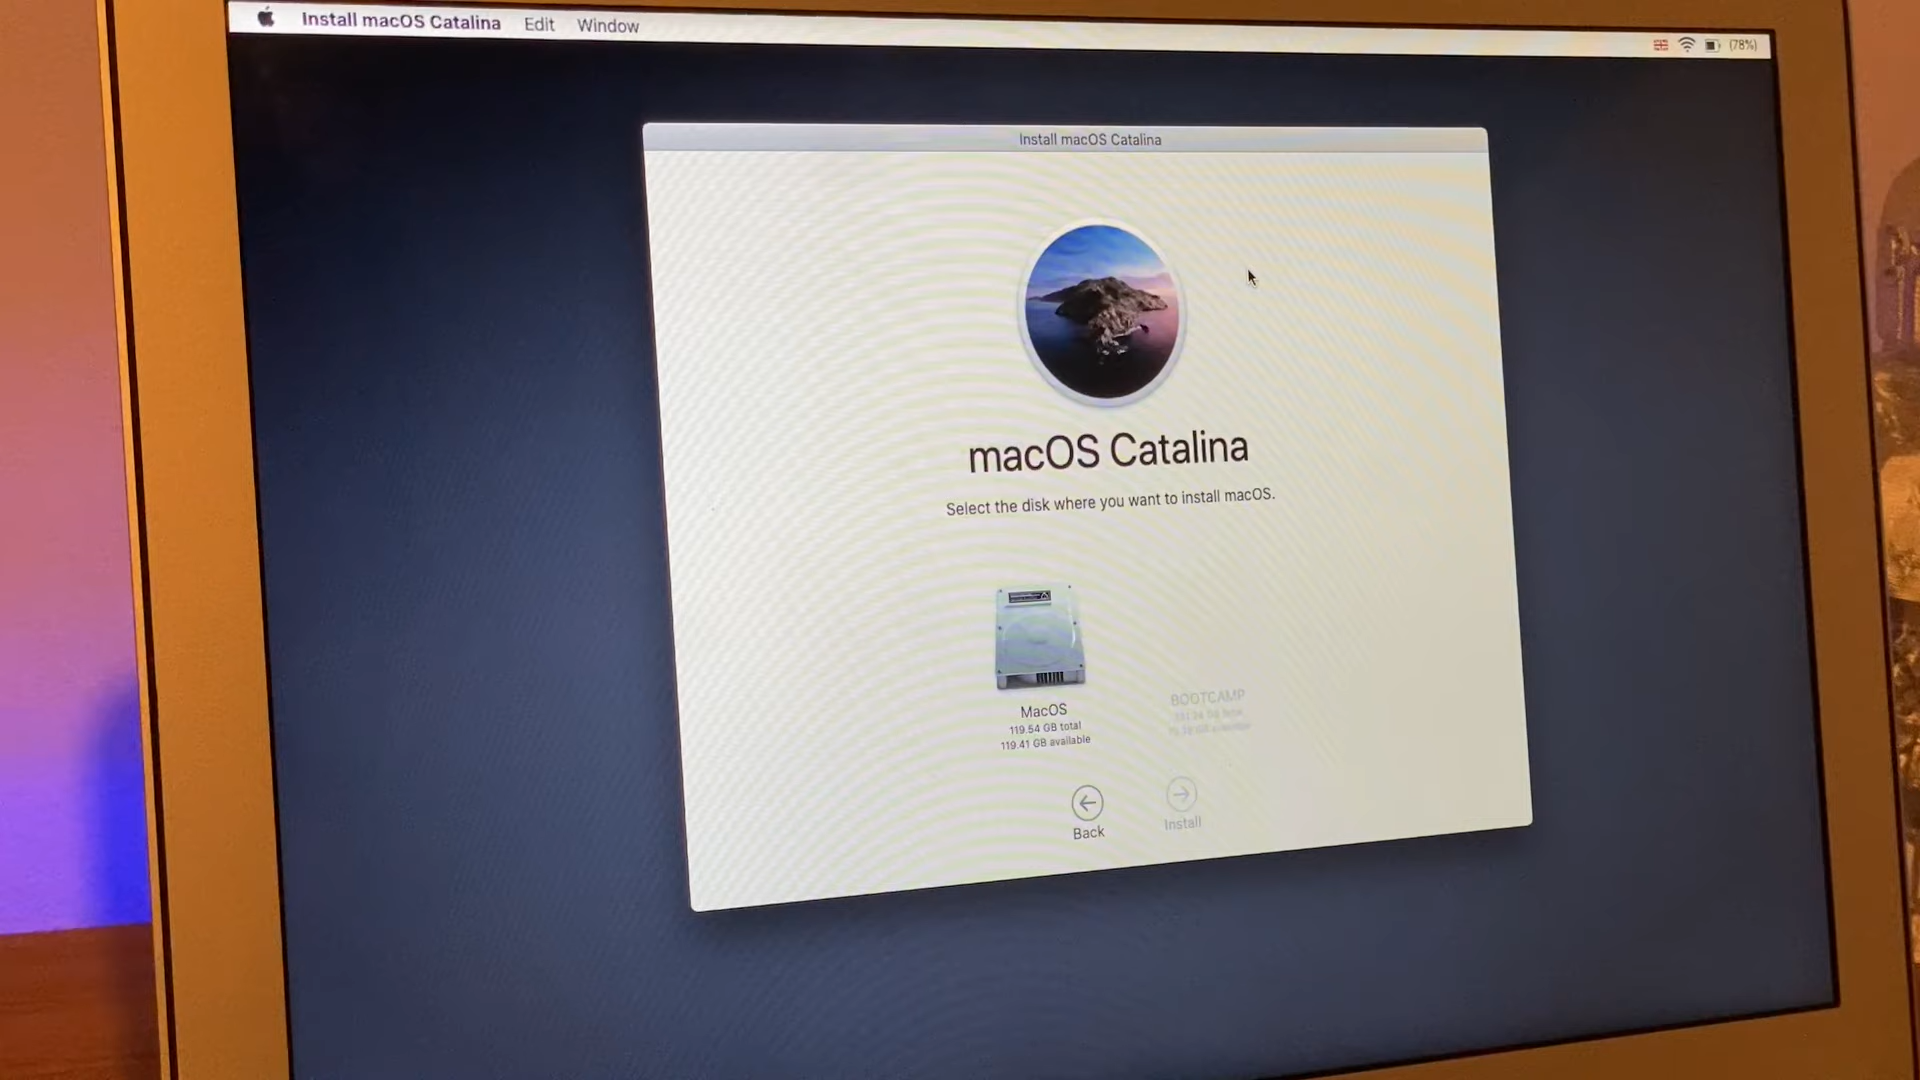 Install macOS Catalina Edit Window (78%)
Install macOS Catalina
macOS Catalina
Select the disk where you want to install macOS.
MacOS
119.54 GB total
119.41 GB available
BOOTCAMP
Back
Install